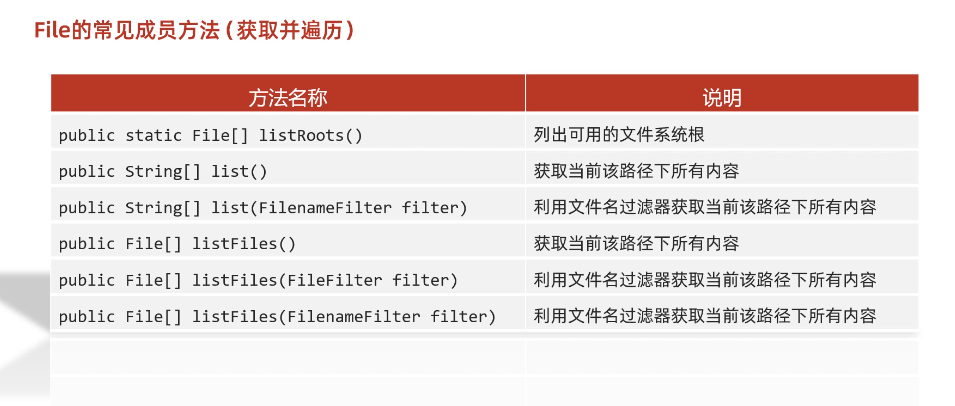 File的常见成员方法(获取并遍历)
方法名称 说明
public static File[] listRoots() 列出可用的文件系统根
public String[] list() 获取当前该路径下所有内容
public String[] list(FilenameFilter filter) 利用文件名过滤器获取当前该路径下所有内容
public File[] listFiles() 获取当前该路径下所有内容
public File[] listFiles(FileFilter filter) 利用文件名过滤器获取当前该路径下所有内容
public File[] listFiles(FilenameFilter filter) 利用文件名过滤器获取当前该路径下所有内容